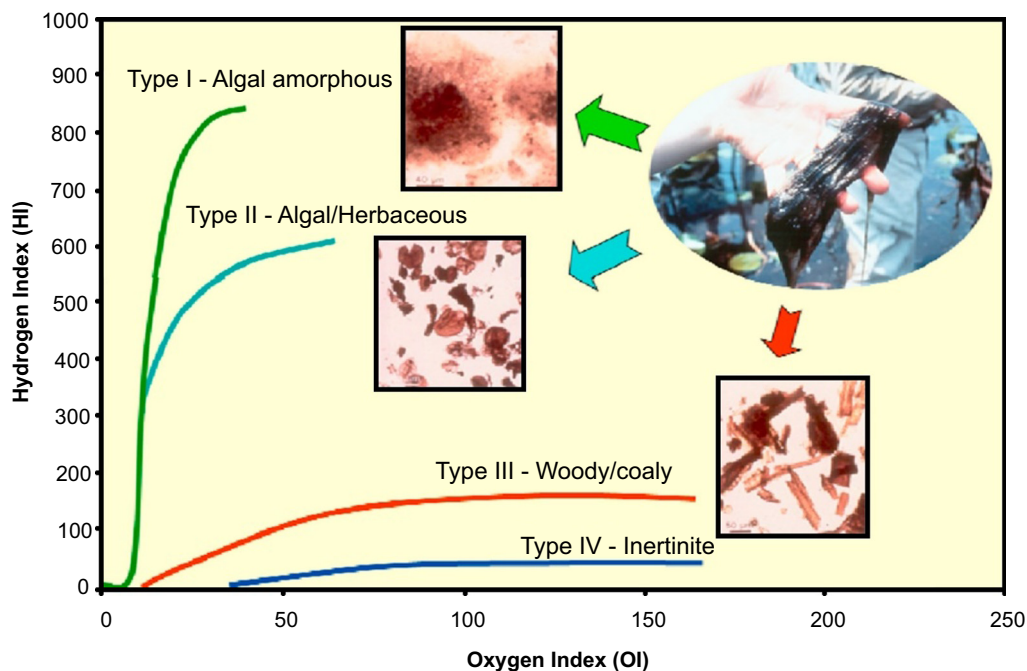 1000
900
800
700
600
500
400
300
200
100
0
Hydrogen Index (HI)
Type I - Algal amorphous
Type II - Algal/Herbaceous
Type III - Woody/coaly
Type IV - Inertinite
0
50
100
150
200
250
Oxygen Index (OI)